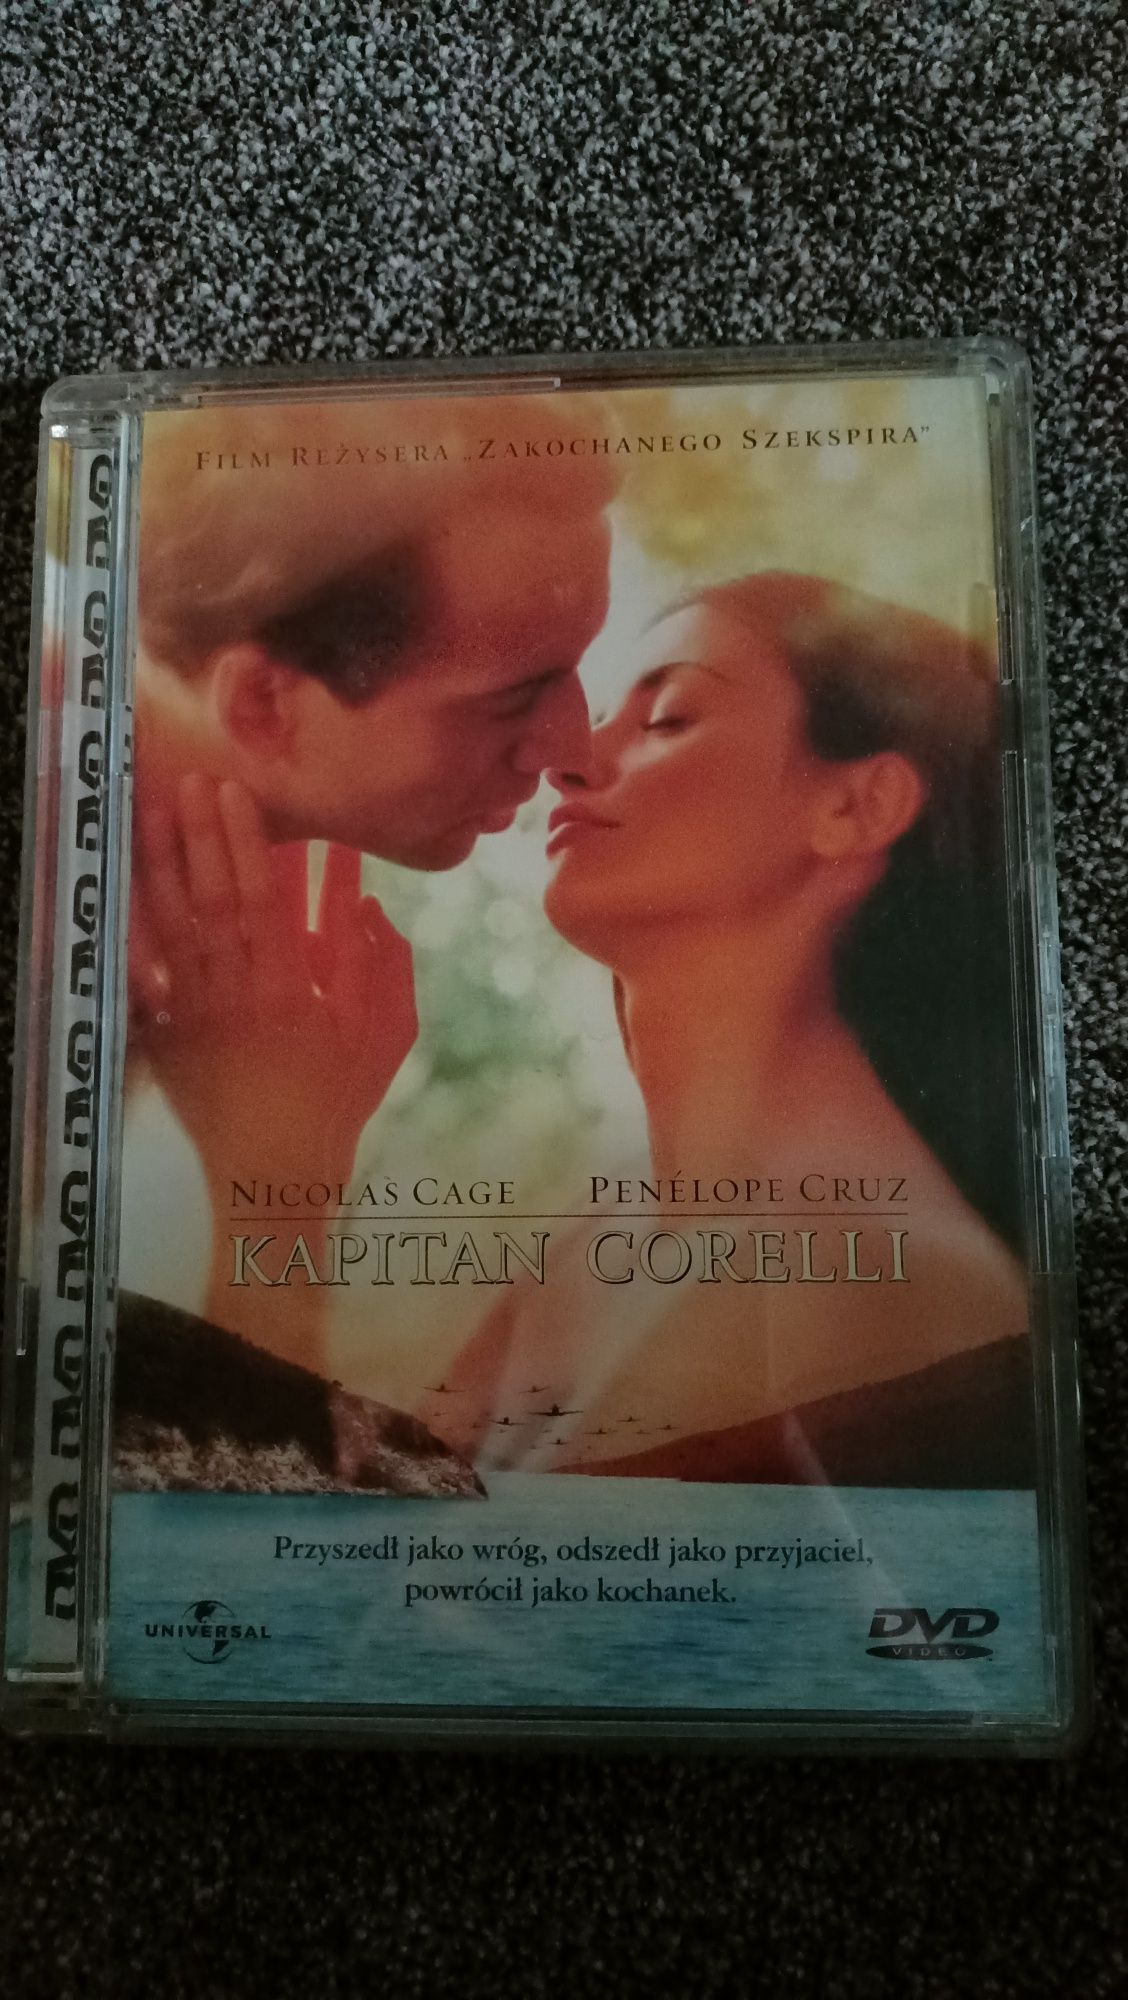 FILM REŻYSERA „ZAKOCHANEGO SZEKSPIRA”
NICOLAS CAGE PENÉLOPE CRUZ
KAPITAN CORELLI
Przyszedł jako wróg, odszedł jako przyjaciel,
powrócił jako kochanek.
UNIVERSAL
DVD
VIDEO